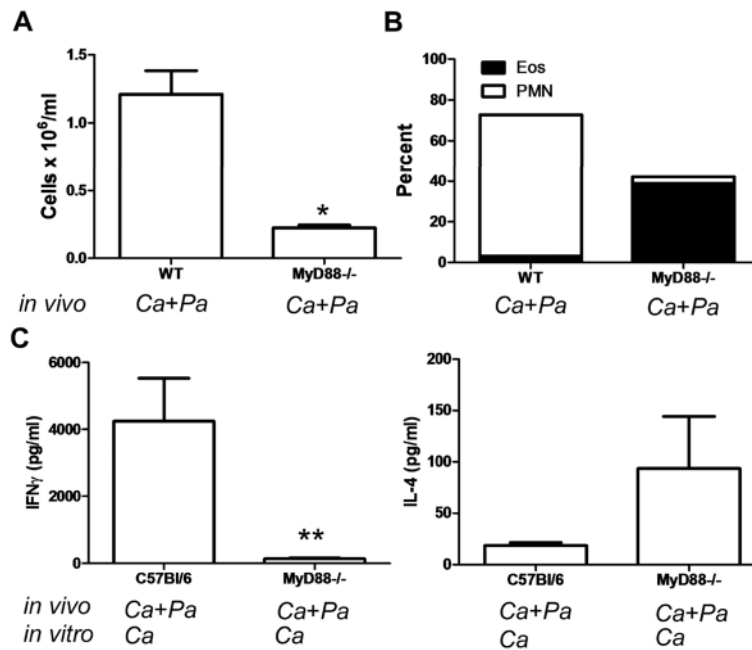 A
Cells x 10⁶/ml
1.5
1.0
0.5
0.0
*
WT MyD88-/-
in vivo Ca+Pa Ca+Pa
B
Percent
100
80
60
40
20
0
Eos
PMN
WT MyD88-/-
Ca+Pa Ca+Pa
C
IFNγ (pg/ml)
6000
4000
2000
0
**
C57Bl/6 MyD88-/-
in vivo Ca+Pa Ca+Pa
in vitro Ca Ca
IL-4 (pg/ml)
200
150
100
50
0
C57Bl/6 MyD88-/-
Ca+Pa Ca+Pa
Ca Ca